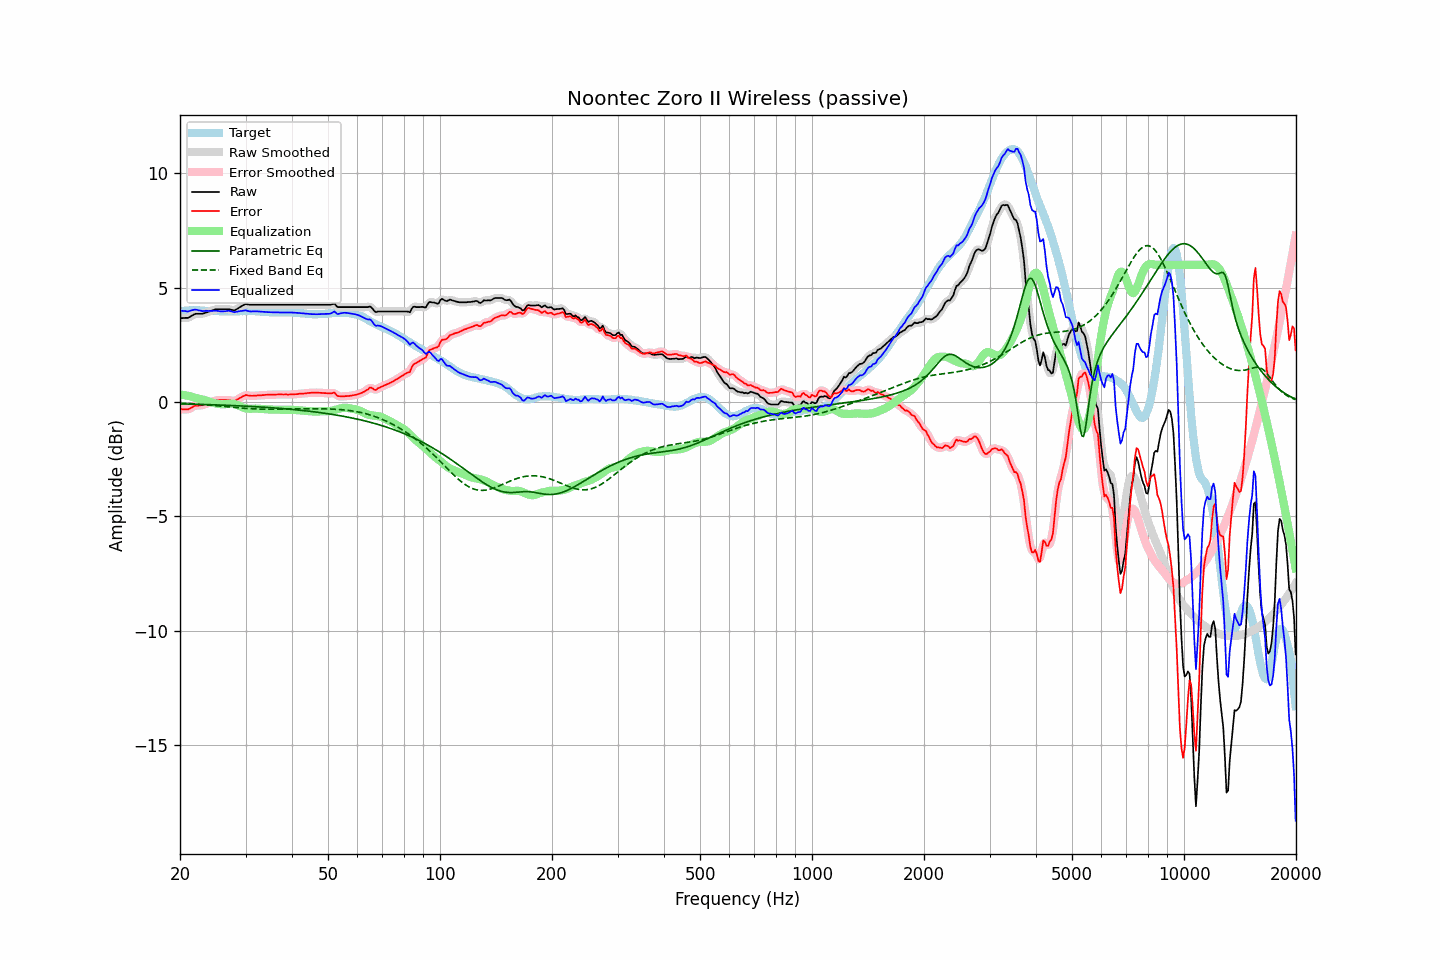 Noontec Zoro II Wireless (passive)
Target
Raw Smoothed
Error Smoothed
Raw
Error
Equalization
Parametric Eq
Fixed Band Eq
Equalized
10
5
0
−5
−10
−15
Amplitude (dBr)
20 50 100 200 500 1000 2000 5000 10000 20000
Frequency (Hz)